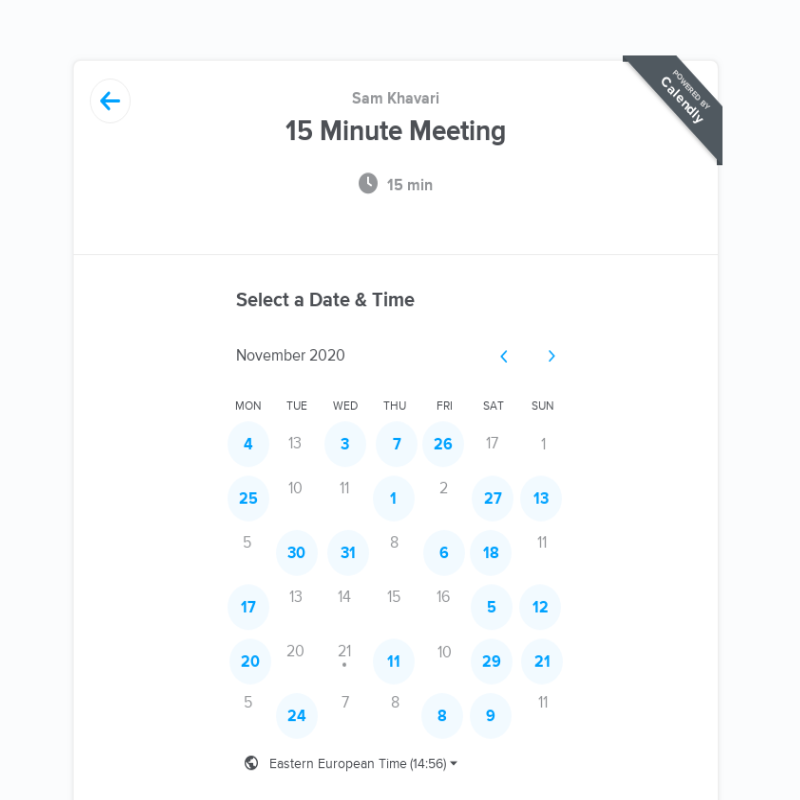 POWERED BY
Calendly
Sam Khavari
15 Minute Meeting
15 min
Select a Date & Time
November 2020
MON TUE WED THU FRI SAT SUN
4 13 3 7 26 17 1
25 10 11 1 2 27 13
5 30 31 8 6 18 11
17 13 14 15 16 5 12
20 20 21 11 10 29 21
5 24 7 8 8 9 11
Eastern European Time (14:56)